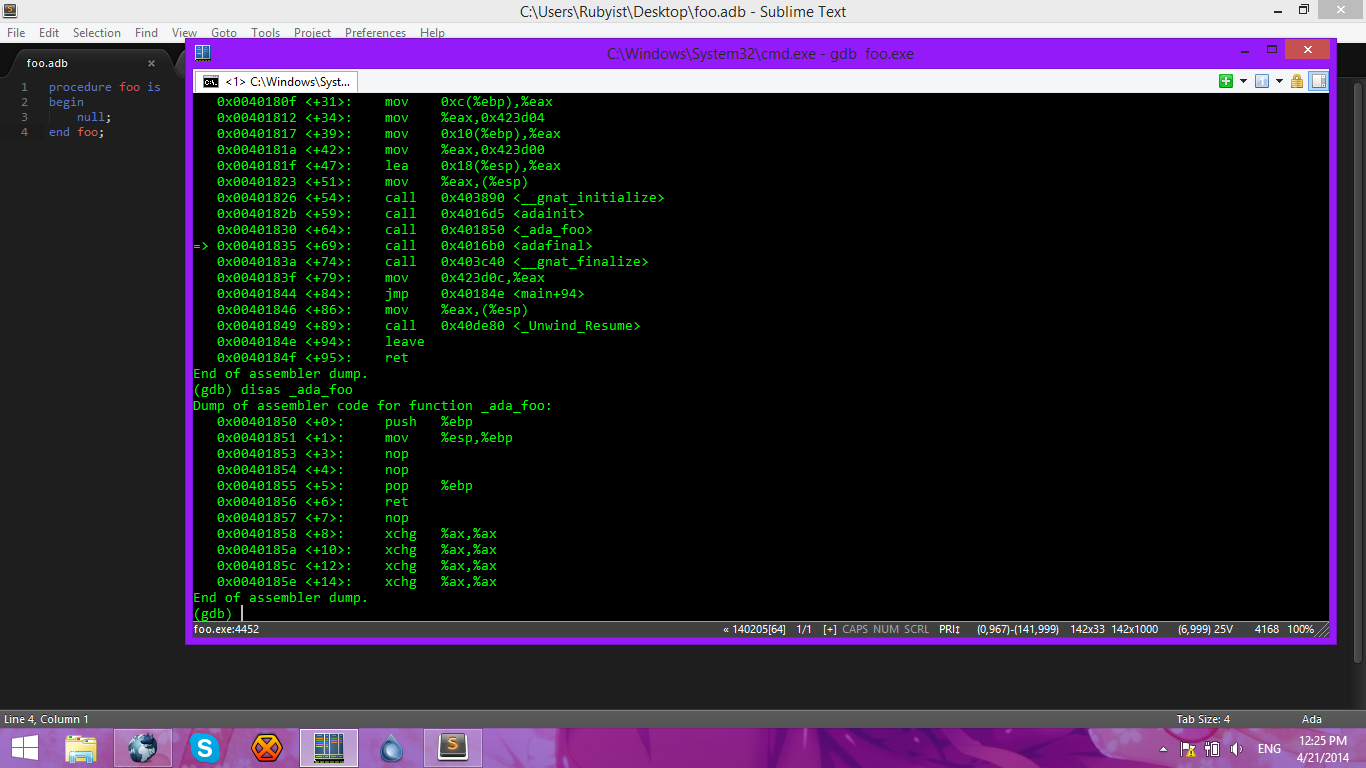 C:\Users\Rubyist\Desktop\foo.adb - Sublime Text
File Edit Selection Find View Goto Tools Project Preferences Help
foo.adb ×
1 procedure foo is
2 begin
3 null;
4 end foo;
C:\Windows\System32\cmd.exe - gdb  foo.exe
<1> C:\Windows\Syst...
0x0040180f <+31>: mov 0xc(%ebp),%eax
0x00401812 <+34>: mov %eax,0x423d04
0x00401817 <+39>: mov 0x10(%ebp),%eax
0x0040181a <+42>: mov %eax,0x423d00
0x0040181f <+47>: lea 0x18(%esp),%eax
0x00401823 <+51>: mov %eax,(%esp)
0x00401826 <+54>: call 0x403890 <__gnat_initialize>
0x0040182b <+59>: call 0x4016d5 <adainit>
0x00401830 <+64>: call 0x401850 <_ada_foo>
=> 0x00401835 <+69>: call 0x4016b0 <adafinal>
0x0040183a <+74>: call 0x403c40 <__gnat_finalize>
0x0040183f <+79>: mov 0x423d0c,%eax
0x00401844 <+84>: jmp 0x40184e <main+94>
0x00401846 <+86>: mov %eax,(%esp)
0x00401849 <+89>: call 0x40de80 <_Unwind_Resume>
0x0040184e <+94>: leave
0x0040184f <+95>: ret
End of assembler dump.
(gdb) disas _ada_foo
Dump of assembler code for function _ada_foo:
0x00401850 <+0>: push %ebp
0x00401851 <+1>: mov %esp,%ebp
0x00401853 <+3>: nop
0x00401854 <+4>: nop
0x00401855 <+5>: pop %ebp
0x00401856 <+6>: ret
0x00401857 <+7>: nop
0x00401858 <+8>: xchg %ax,%ax
0x0040185a <+10>: xchg %ax,%ax
0x0040185c <+12>: xchg %ax,%ax
0x0040185e <+14>: xchg %ax,%ax
End of assembler dump.
(gdb)
foo.exe:4452 « 140205[64] 1/1 [+] CAPS NUM SCRL PRI‡ (0,967)-(141,999) 142x33 142x1000 (6,999) 25V 4168 100%
Line 4, Column 1 Tab Size: 4 Ada
ENG 12:25 PM
4/21/2014